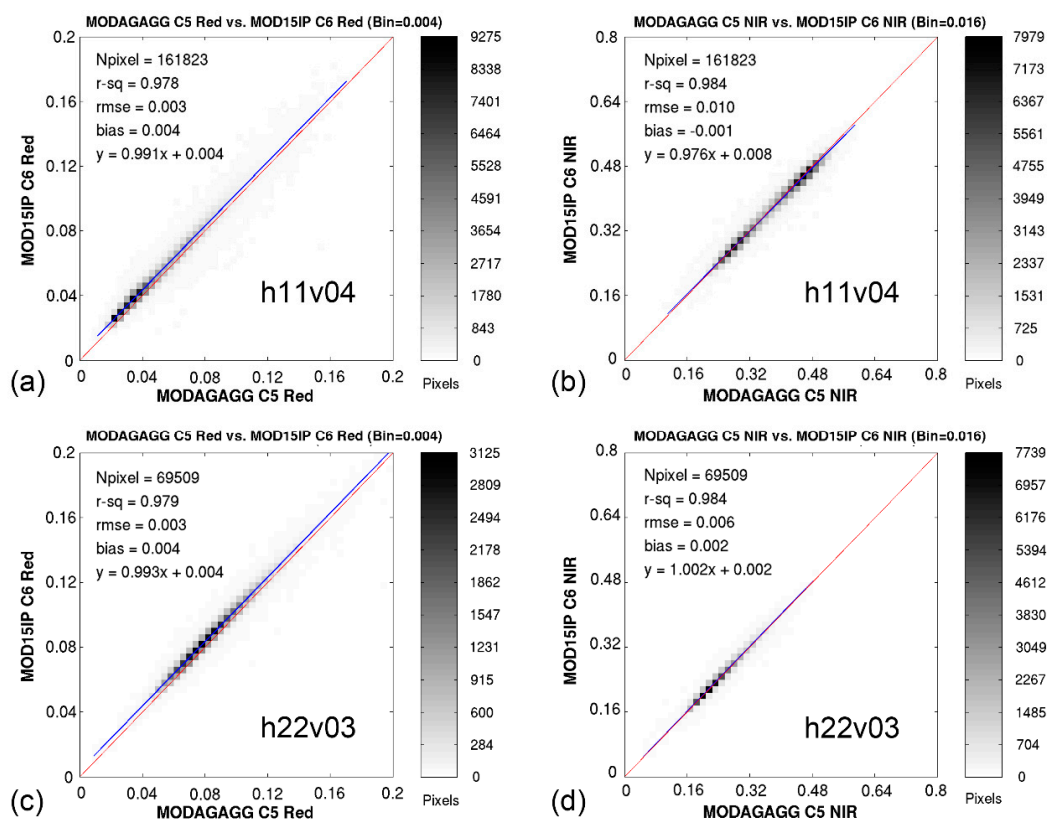 MODAGAGG C5 Red vs. MOD15IP C6 Red (Bin=0.004)
0.2
0.16
0.12
0.08
0.04
0
MOD15IP C6 Red
Npixel = 161823
r-sq = 0.978
rmse = 0.003
bias = 0.004
y = 0.991x + 0.004
h11v04
0 0.04 0.08 0.12 0.16 0.2
MODAGAGG C5 Red
(a)
9275
8338
7401
6464
5528
4591
3654
2717
1780
843
0
Pixels
MODAGAGG C5 NIR vs. MOD15IP C6 NIR (Bin=0.016)
0.8
0.64
0.48
0.32
0.16
0
MOD15IP C6 NIR
Npixel = 161823
r-sq = 0.984
rmse = 0.010
bias = -0.001
y = 0.976x + 0.008
h11v04
0 0.16 0.32 0.48 0.64 0.8
MODAGAGG C5 NIR
(b)
7979
7173
6367
5561
4755
3949
3143
2337
1531
725
0
Pixels
MODAGAGG C5 Red vs. MOD15IP C6 Red (Bin=0.004)
0.2
0.16
0.12
0.08
0.04
0
MOD15IP C6 Red
Npixel = 69509
r-sq = 0.979
rmse = 0.003
bias = 0.004
y = 0.993x + 0.004
h22v03
0 0.04 0.08 0.12 0.16 0.2
MODAGAGG C5 Red
(c)
3125
2809
2494
2178
1862
1547
1231
915
600
284
0
Pixels
MODAGAGG C5 NIR vs. MOD15IP C6 NIR (Bin=0.016)
0.8
0.64
0.48
0.32
0.16
0
MOD15IP C6 NIR
Npixel = 69509
r-sq = 0.984
rmse = 0.006
bias = 0.002
y = 1.002x + 0.002
h22v03
0 0.16 0.32 0.48 0.64 0.8
MODAGAGG C5 NIR
(d)
7739
6957
6176
5394
4612
3830
3049
2267
1485
704
0
Pixels